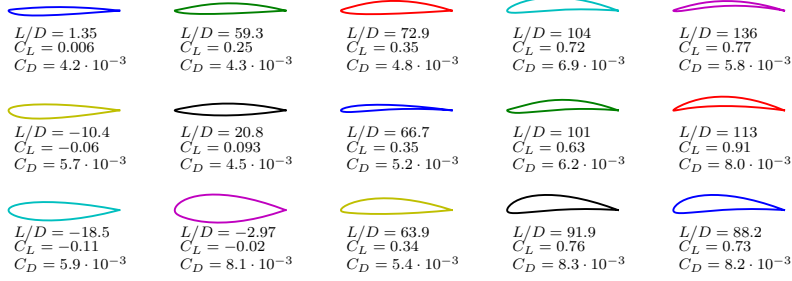 L/D = 1.35
C_L = 0.006
C_D = 4.2 · 10^{-3}
L/D = 59.3
C_L = 0.25
C_D = 4.3 · 10^{-3}
L/D = 72.9
C_L = 0.35
C_D = 4.8 · 10^{-3}
L/D = 104
C_L = 0.72
C_D = 6.9 · 10^{-3}
L/D = 136
C_L = 0.77
C_D = 5.8 · 10^{-3}
L/D = −10.4
C_L = −0.06
C_D = 5.7 · 10^{-3}
L/D = 20.8
C_L = 0.093
C_D = 4.5 · 10^{-3}
L/D = 66.7
C_L = 0.35
C_D = 5.2 · 10^{-3}
L/D = 101
C_L = 0.63
C_D = 6.2 · 10^{-3}
L/D = 113
C_L = 0.91
C_D = 8.0 · 10^{-3}
L/D = −18.5
C_L = −0.11
C_D = 5.9 · 10^{-3}
L/D = −2.97
C_L = −0.02
C_D = 8.1 · 10^{-3}
L/D = 63.9
C_L = 0.34
C_D = 5.4 · 10^{-3}
L/D = 91.9
C_L = 0.76
C_D = 8.3 · 10^{-3}
L/D = 88.2
C_L = 0.73
C_D = 8.2 · 10^{-3}